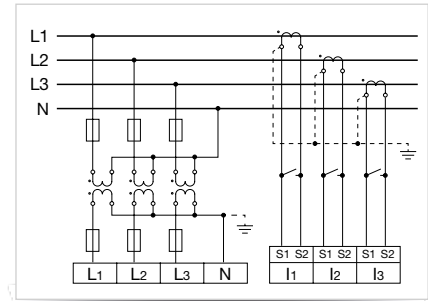 L1
L2
L3
N
S1 S2 S1 S2 S1 S2
L1 L2 L3 N I1 I2 I3